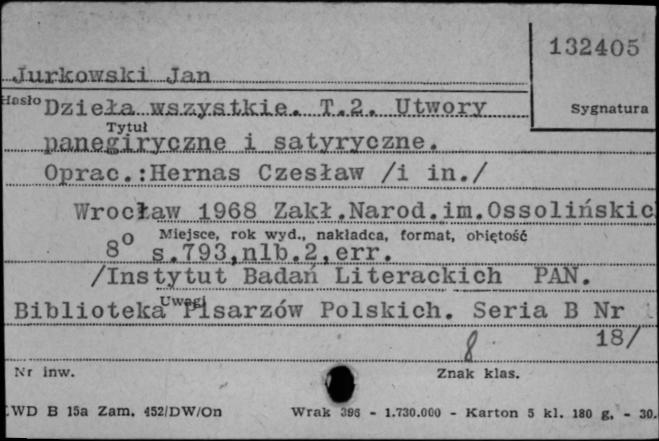 132405
Jurkowski Jan
Hasło Dzieła wszystkie. T.2. Utwory
Sygnatura
Tytuł
panegiryczne i satyryczne.
Oprac.:Hernas Czesław /i in./
Wrocław 1968 Zakł.Narod.im.Ossolińskic
Miejsce, rok wyd., nakładca, format, objętość
8° s.793,nlb.2,err.
/Instytut Badań Literackich PAN.
Uwagi
Biblioteka Pisarzów Polskich. Seria B Nr
8 18/
Nr inw.
Znak klas.
WD B 15a Zam. 452/DW/On Wrak 396 - 1.730.000 - Karton 5 kl. 180 g. - 30.